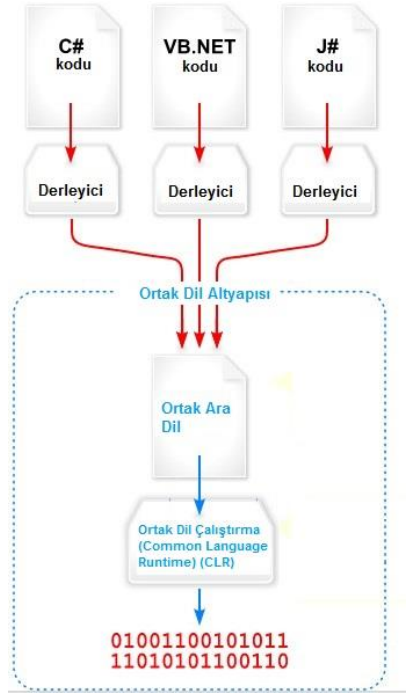 C#
kodu
VB.NET
kodu
J#
kodu
Derleyici
Derleyici
Derleyici
Ortak Dil Altyapısı
Ortak Ara
Dil
Ortak Dil Çalıştırma
(Common Language
Runtime) (CLR)
01001100101011
11010101100110